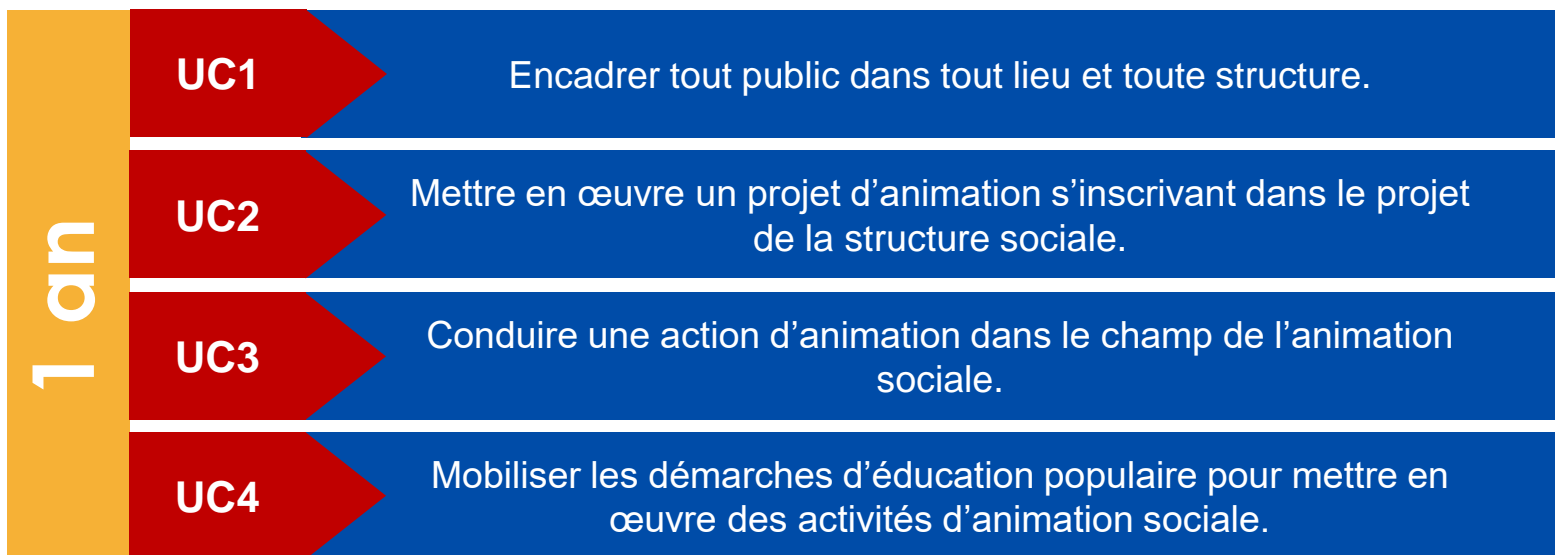 1 an
UC1
Encadrer tout public dans tout lieu et toute structure.
UC2
Mettre en œuvre un projet d’animation s’inscrivant dans le projet
de la structure sociale.
UC3
Conduire une action d’animation dans le champ de l’animation
sociale.
UC4
Mobiliser les démarches d’éducation populaire pour mettre en
œuvre des activités d’animation sociale.